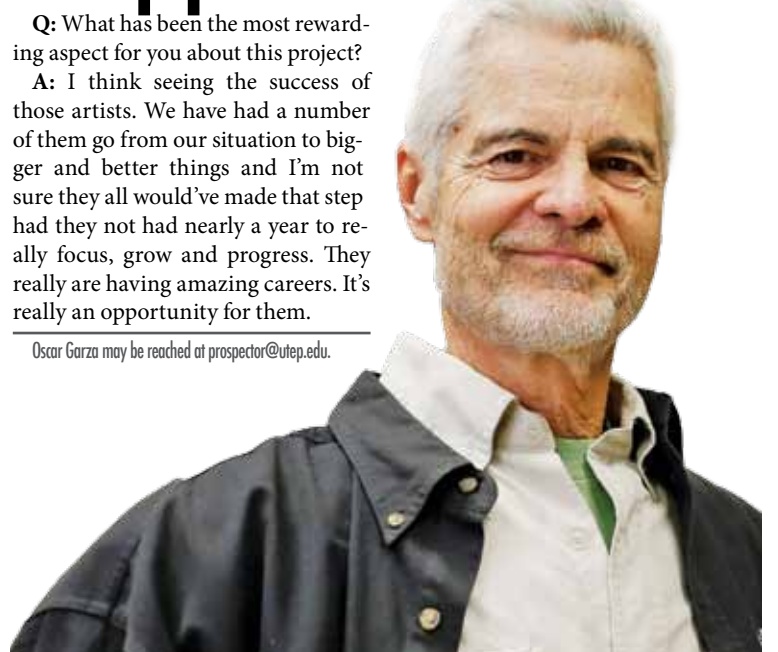 Q: What has been the most reward-
ing aspect for you about this project?
A: I think seeing the success of
those artists. We have had a number
of them go from our situation to big-
ger and better things and I'm not
sure they all would've made that step
had they not had nearly a year to re-
ally focus, grow and progress. They
really are having amazing careers. It's
really an opportunity for them.
Oscar Garza may be reached at prospector@utep.edu.